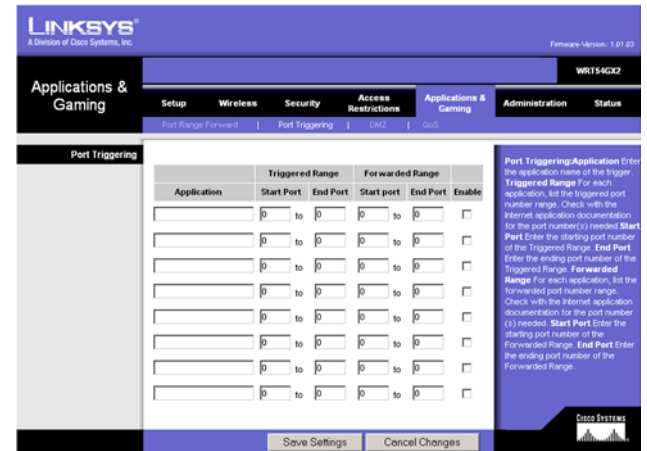 LINKSYS®
A Division of Cisco Systems, Inc.
Firmware Version: 1.01.03
WRT54GX2
Applications & Gaming
Setup Wireless Security Access Restrictions Applications & Gaming Administration Status
Port Range Forward | Port Triggering | DMZ | QoS
Port Triggering
Triggered Range Forwarded Range
Application Start Port End Port Start port End Port Enable
0 to 0 0 to 0
0 to 0 0 to 0
0 to 0 0 to 0
0 to 0 0 to 0
0 to 0 0 to 0
0 to 0 0 to 0
0 to 0 0 to 0
0 to 0 0 to 0
Port Triggering:Application Enter
the application name of the trigger.
Triggered Range For each
application, list the triggered port
number range. Check with the
Internet application documentation
for the port number(s) needed.Start
Port Enter the starting port number
of the Triggered Range. End Port
Enter the ending port number of the
Triggered Range. Forwarded
Range For each application, list the
forwarded port number range.
Check with the Internet application
documentation for the port number
(s) needed. Start Port Enter the
starting port number of the
Forwarded Range. End Port Enter
the ending port number of the
Forwarded Range.
Save Settings Cancel Changes
CISCO SYSTEMS